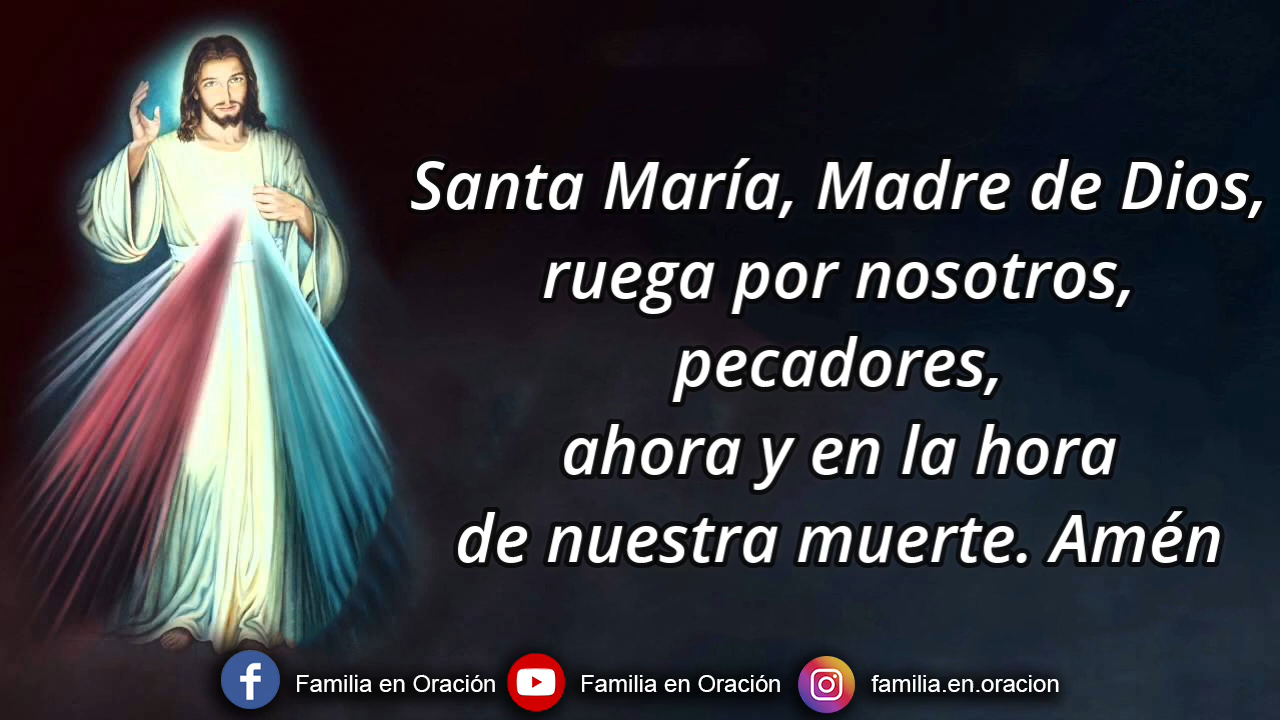 Santa María, Madre de Dios,
ruega por nosotros,
pecadores,
ahora y en la hora
de nuestra muerte. Amén
Familia en Oración Familia en Oración familia.en.oracion